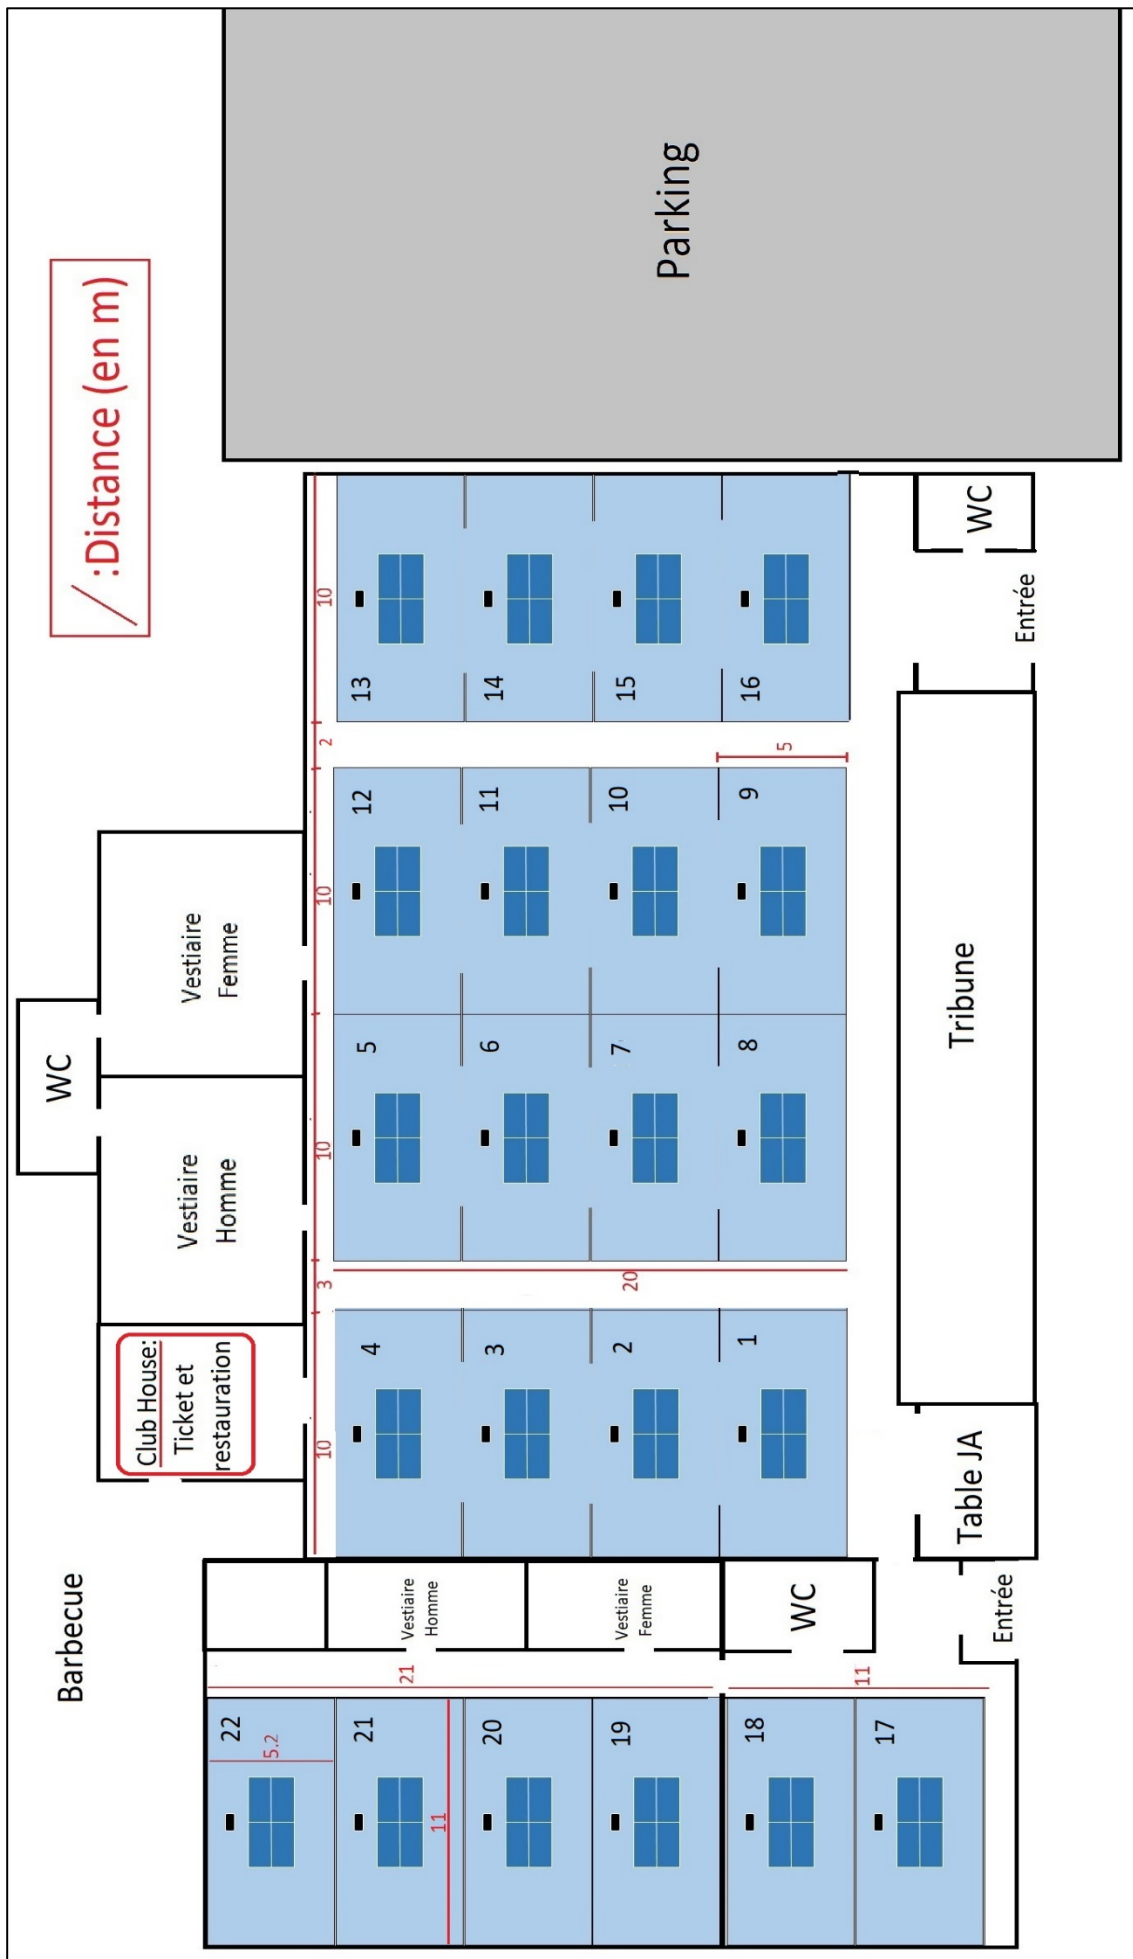 WC
:Distance (en m)
Barbecue
Club House:
Ticket et
restauration
Vestiaire
Homme
Vestiaire
Femme
10
3
10
10
2
10
22
5.2
21
11
20
19
18
17
21
11
Vestiaire
Homme
Vestiaire
Femme
WC
4
3
2
1
20
5
6
7
8
12
11
10
9
5
13
14
15
16
Parking
Entrée
Table JA
Tribune
Entrée
WC